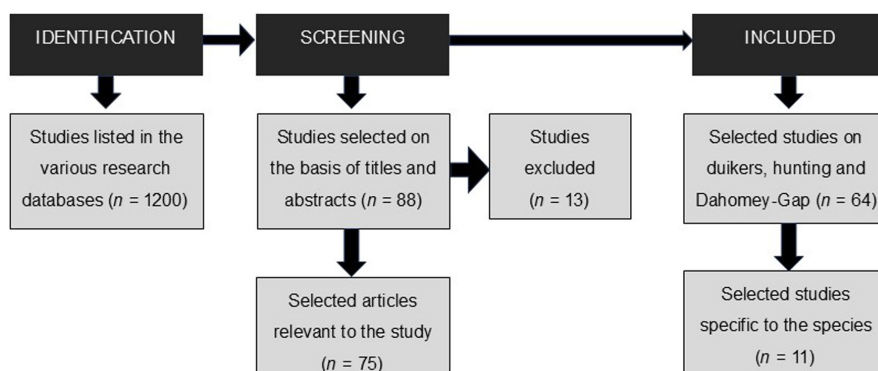 IDENTIFICATION
SCREENING
INCLUDED
Studies listed in the
various research
databases (n = 1200)
Studies selected on
the basis of titles and
abstracts (n = 88)
Studies
excluded
(n = 13)
Selected studies on
duikers, hunting and
Dahomey-Gap (n = 64)
Selected articles
relevant to the study
(n = 75)
Selected studies
specific to the species
(n = 11)